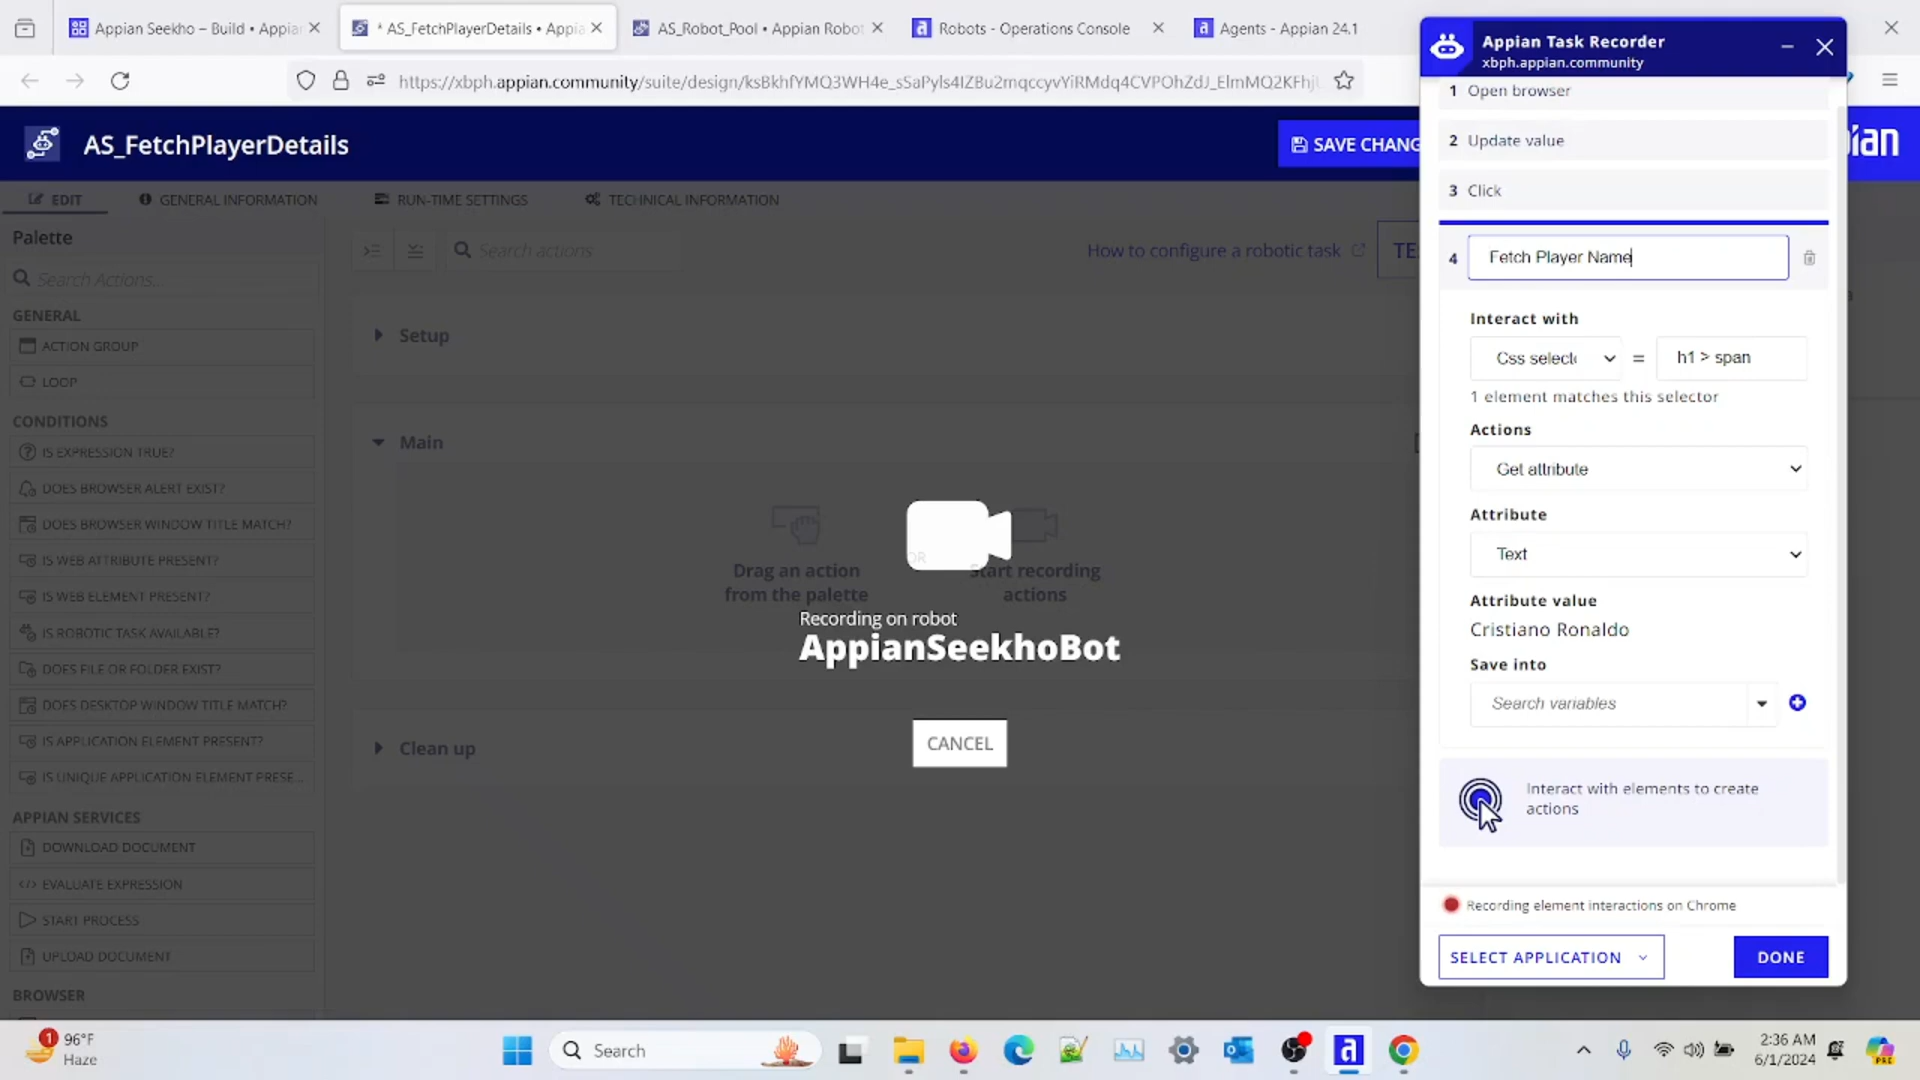 Appian Seekho – Build • Appian
* AS_FetchPlayerDetails • Appia
AS_Robot_Pool • Appian Robot
Robots - Operations Console
Agents - Appian 24.1
https://xbph.appian.community/suite/design/ksBkhfYMQ3WH4e_sSaPyls4IZBu2mqccyvYiRMdq4CVPOhZdJ_ElmMQ2KFhj
AS_FetchPlayerDetails
SAVE CHANG
ian
EDIT
GENERAL INFORMATION
RUN-TIME SETTINGS
TECHNICAL INFORMATION
Palette
Search Actions..
GENERAL
ACTION GROUP
LOOP
CONDITIONS
IS EXPRESSION TRUE?
DOES BROWSER ALERT EXIST?
DOES BROWSER WINDOW TITLE MATCH?
IS WEB ATTRIBUTE PRESENT?
IS WEB ELEMENT PRESENT?
IS ROBOTIC TASK AVAILABLE?
DOES FILE OR FOLDER EXIST?
DOES DESKTOP WINDOW TITLE MATCH?
IS APPLICATION ELEMENT PRESENT?
IS UNIQUE APPLICATION ELEMENT PRESE...
APPIAN SERVICES
DOWNLOAD DOCUMENT
EVALUATE EXPRESSION
START PROCESS
UPLOAD DOCUMENT
BROWSER
Search actions
How to configure a robotic task
TE
Setup
Main
Drag an action
from the palette
OR
Start recording
actions
Clean up
Recording on robot
AppianSeekhoBot
CANCEL
Appian Task Recorder
xbph.appian.community
1 Open browser
2 Update value
3 Click
4 Fetch Player Name
Interact with
Css selecto = h1 > span
1 element matches this selector
Actions
Get attribute
Attribute
Text
Attribute value
Cristiano Ronaldo
Save into
Search variables
Interact with elements to create
actions
Recording element interactions on Chrome
SELECT APPLICATION
DONE
1
96°F
Haze
Search
2:36 AM
6/1/2024
PRE